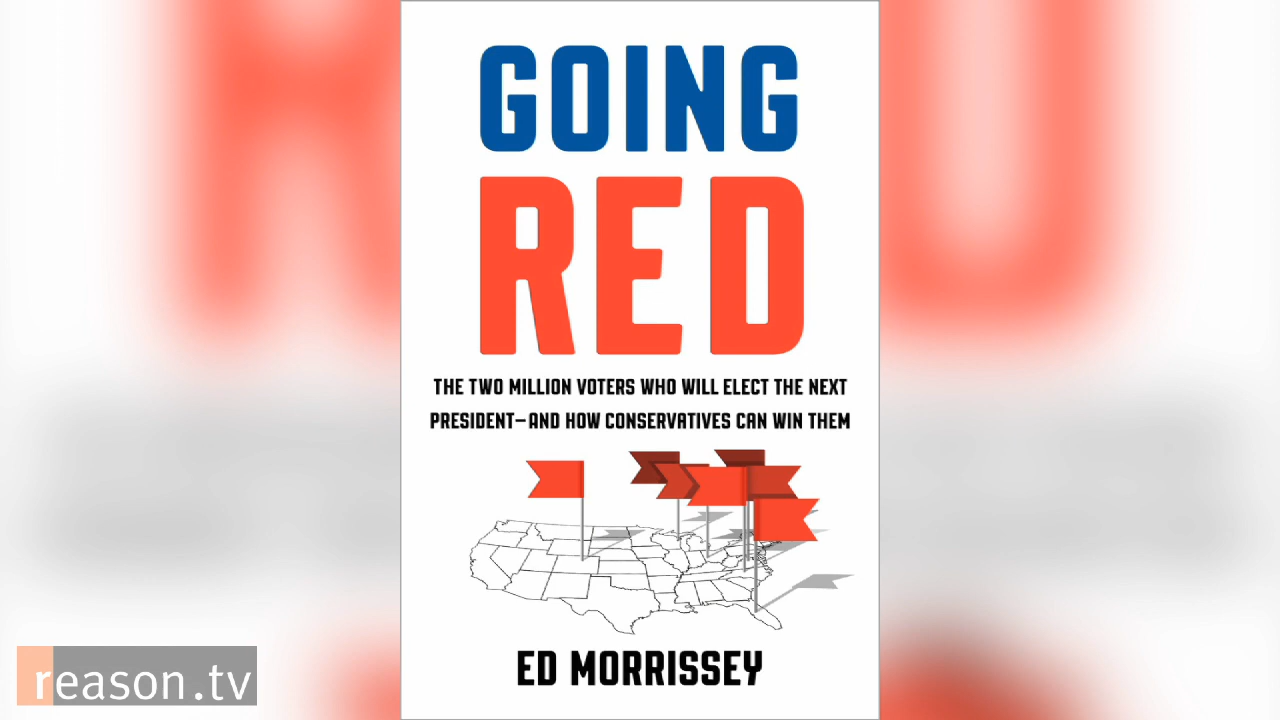 GOING
RED
THE TWO MILLION VOTERS WHO WILL ELECT THE NEXT
PRESIDENT—AND HOW CONSERVATIVES CAN WIN THEM
ED MORRISSEY
reason.tv